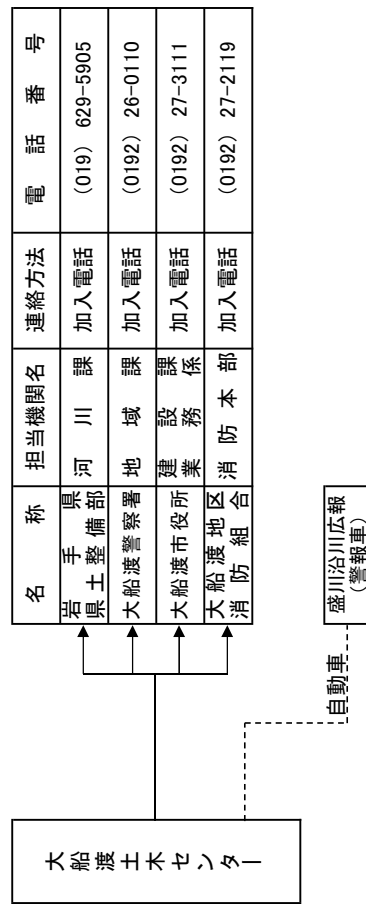 名　称　担当機関名　連絡方法　電　話　番　号
岩手県
県土整備部　河　川　課　加入電話　(019) 629-5905
大船渡警察署　地　域　課　加入電話　(0192) 26-0110
大船渡市役所　建設課
業務係　加入電話　(0192) 27-3111
大船渡地区
消防組合　消防本部　加入電話　(0192) 27-2119
大船渡土木センター
自動車
盛川沿川広報
(警報車)